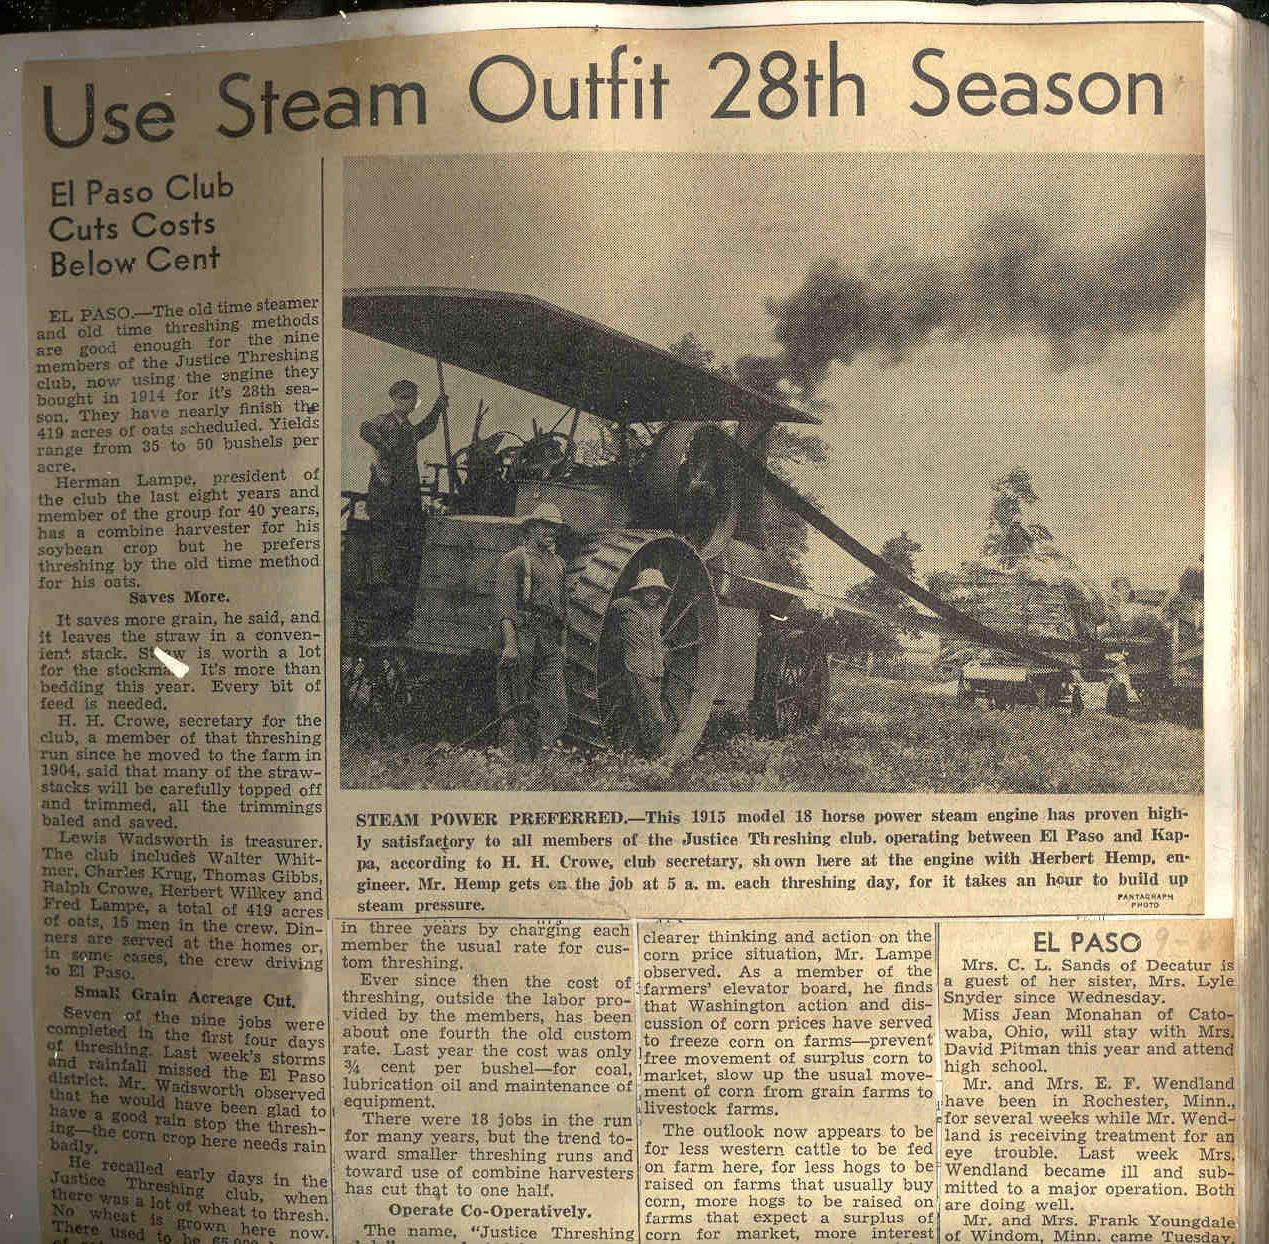 Use Steam Outfit 28th Season
El Paso Club
Cuts Costs
Below Cent
EL PASO.—The old time steamer
and old time threshing methods
are good enough for the nine
members of the Justice Threshing
club, now using the engine they
bought in 1914 for it's 28th sea-
son. They have nearly finish the
419 acres of oats scheduled. Yields
range from 35 to 50 bushels per
acre.
Herman Lampe, president of
the club the last eight years and
member of the group for 40 years,
has a combine harvester for his
soybean crop but he prefers
threshing by the old time method
for his oats.
Saves More.
It saves more grain, he said, and
it leaves the straw in a conven-
ient stack. Straw is worth a lot
for the stockman. It's more than
bedding this year. Every bit of
feed is needed.
H. H. Crowe, secretary for the
club, a member of that threshing
run since he moved to the farm in
1904, said that many of the straw-
stacks will be carefully topped off
and trimmed, all the trimmings
baled and saved.
Lewis Wadsworth is treasurer.
The club includes Walter Whit-
mer, Charles Krug, Thomas Gibbs,
Ralph Crowe, Herbert Wilkey and
Fred Lampe, a total of 419 acres
of oats, 15 men in the crew. Din-
ners are served at the homes or,
in some cases, the crew driving
to El Paso.
Small Grain Acreage Cut.
Seven of the nine jobs were
completed in the first four days
of threshing. Last week's storms
and rainfall missed the El Paso
district. Mr. Wadsworth observed
that he would have been glad to
have a good rain stop the thresh-
ing—the corn crop here needs rain
badly.
He recalled early days in the
Justice Threshing club, when
there was a lot of wheat to thresh.
No wheat is grown here now.
There used to be
STEAM POWER PREFERRED.—This 1915 model 18 horse power steam engine has proven high-
ly satisfactory to all members of the Justice Threshing club, operating between El Paso and Kap-
pa, according to H. H. Crowe, club secretary, shown here at the engine with Herbert Hemp, en-
gineer. Mr. Hemp gets on the job at 5 a. m. each threshing day, for it takes an hour to build up
steam pressure.
PANTAGRAPH
PHOTO
in three years by charging each
member the usual rate for cus-
tom threshing.
Ever since then the cost of
threshing, outside the labor pro-
vided by the members, has been
about one fourth the old custom
rate. Last year the cost was only
¾ cent per bushel—for coal,
lubrication oil and maintenance of
equipment.
There were 18 jobs in the run
for many years, but the trend to-
ward smaller threshing runs and
toward use of combine harvesters
has cut that to one half.
Operate Co-Operatively.
The name, "Justice Threshing
clearer thinking and action on the
corn price situation, Mr. Lampe
observed. As a member of the
farmers' elevator board, he finds
that Washington action and dis-
cussion of corn prices have served
to freeze corn on farms—prevent
free movement of surplus corn to
market, slow up the usual move-
ment of corn from grain farms to
livestock farms.
The outlook now appears to be
for less western cattle to be fed
on farm here, for less hogs to be
raised on farms that usually buy
corn, more hogs to be raised on
farms that expect a surplus of
corn for market, more interest
EL PASO
Mrs. C. L. Sands of Decatur is
a guest of her sister, Mrs. Lyle
Snyder since Wednesday.
Miss Jean Monahan of Cato-
waba, Ohio, will stay with Mrs.
David Pitman this year and attend
high school.
Mr. and Mrs. E. F. Wendland
have been in Rochester, Minn.,
for several weeks while Mr. Wend-
land is receiving treatment for an
eye trouble. Last week Mrs.
Wendland became ill and sub-
mitted to a major operation. Both
are doing well.
Mr. and Mrs. Frank Youngdale
of Windom, Minn. came Tuesday,